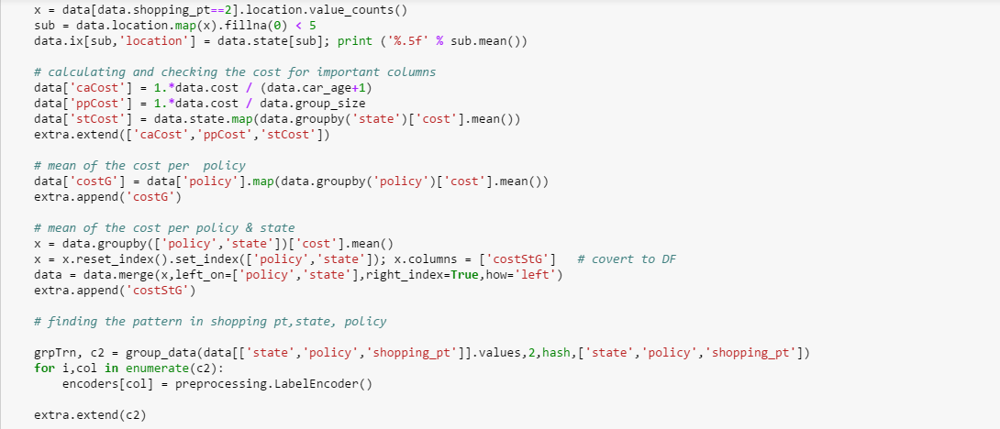 x = data[data.shopping_pt==2].location.value_counts()
sub = data.location.map(x).fillna(0) < 5
data.ix[sub,'location'] = data.state[sub]; print ('%.5f' % sub.mean())
# calculating and checking the cost for important columns
data['caCost'] = 1.*data.cost / (data.car_age+1)
data['ppCost'] = 1.*data.cost / data.group_size
data['stCost'] = data.state.map(data.groupby('state')['cost'].mean())
extra.extend(['caCost','ppCost','stCost'])
# mean of the cost per  policy
data['costG'] = data['policy'].map(data.groupby('policy')['cost'].mean())
extra.append('costG')
# mean of the cost per policy & state
x = data.groupby(['policy','state'])['cost'].mean()
x = x.reset_index().set_index(['policy','state']); x.columns = ['costStG']   # covert to DF
data = data.merge(x,left_on=['policy','state'],right_index=True,how='left')
extra.append('costStG')
# finding the pattern in shopping pt,state, policy
grpTrn, c2 = group_data(data[['state','policy','shopping_pt']].values,2,hash,['state','policy','shopping_pt'])
for i,col in enumerate(c2):
    encoders[col] = preprocessing.LabelEncoder()
extra.extend(c2)